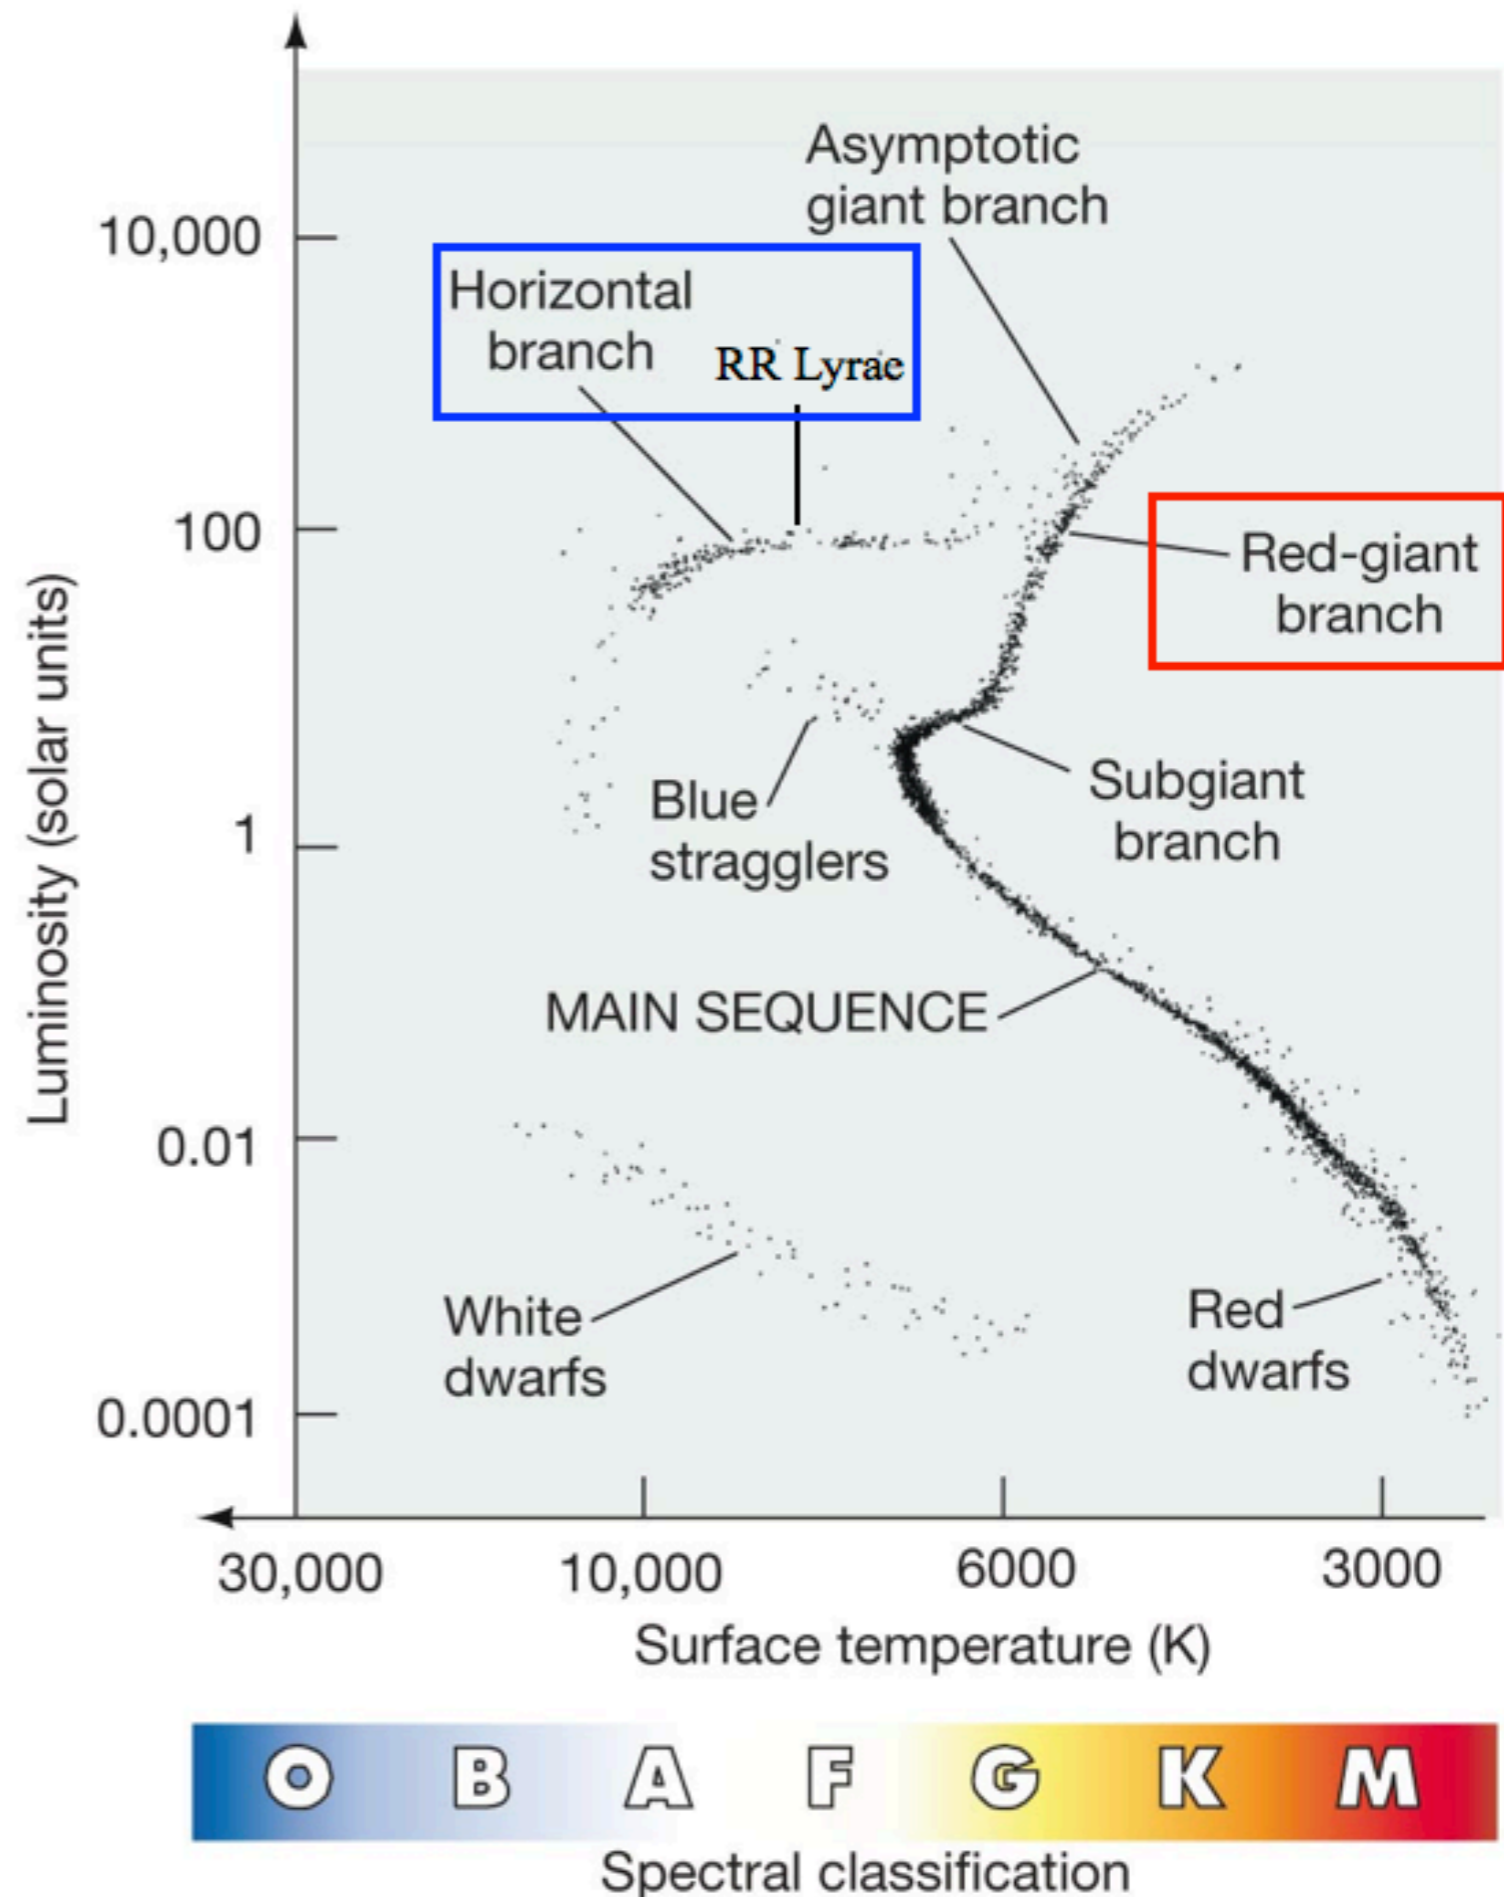 Asymptotic
giant branch
10,000
Horizontal
branch
RR Lyrae
100
Red-giant
branch
Luminosity (solar units)
Subgiant
branch
Blue
stragglers
1
MAIN SEQUENCE
0.01
White
dwarfs
Red
dwarfs
0.0001
30,000 10,000 6000 3000
Surface temperature (K)
O B A F G K M
Spectral classification